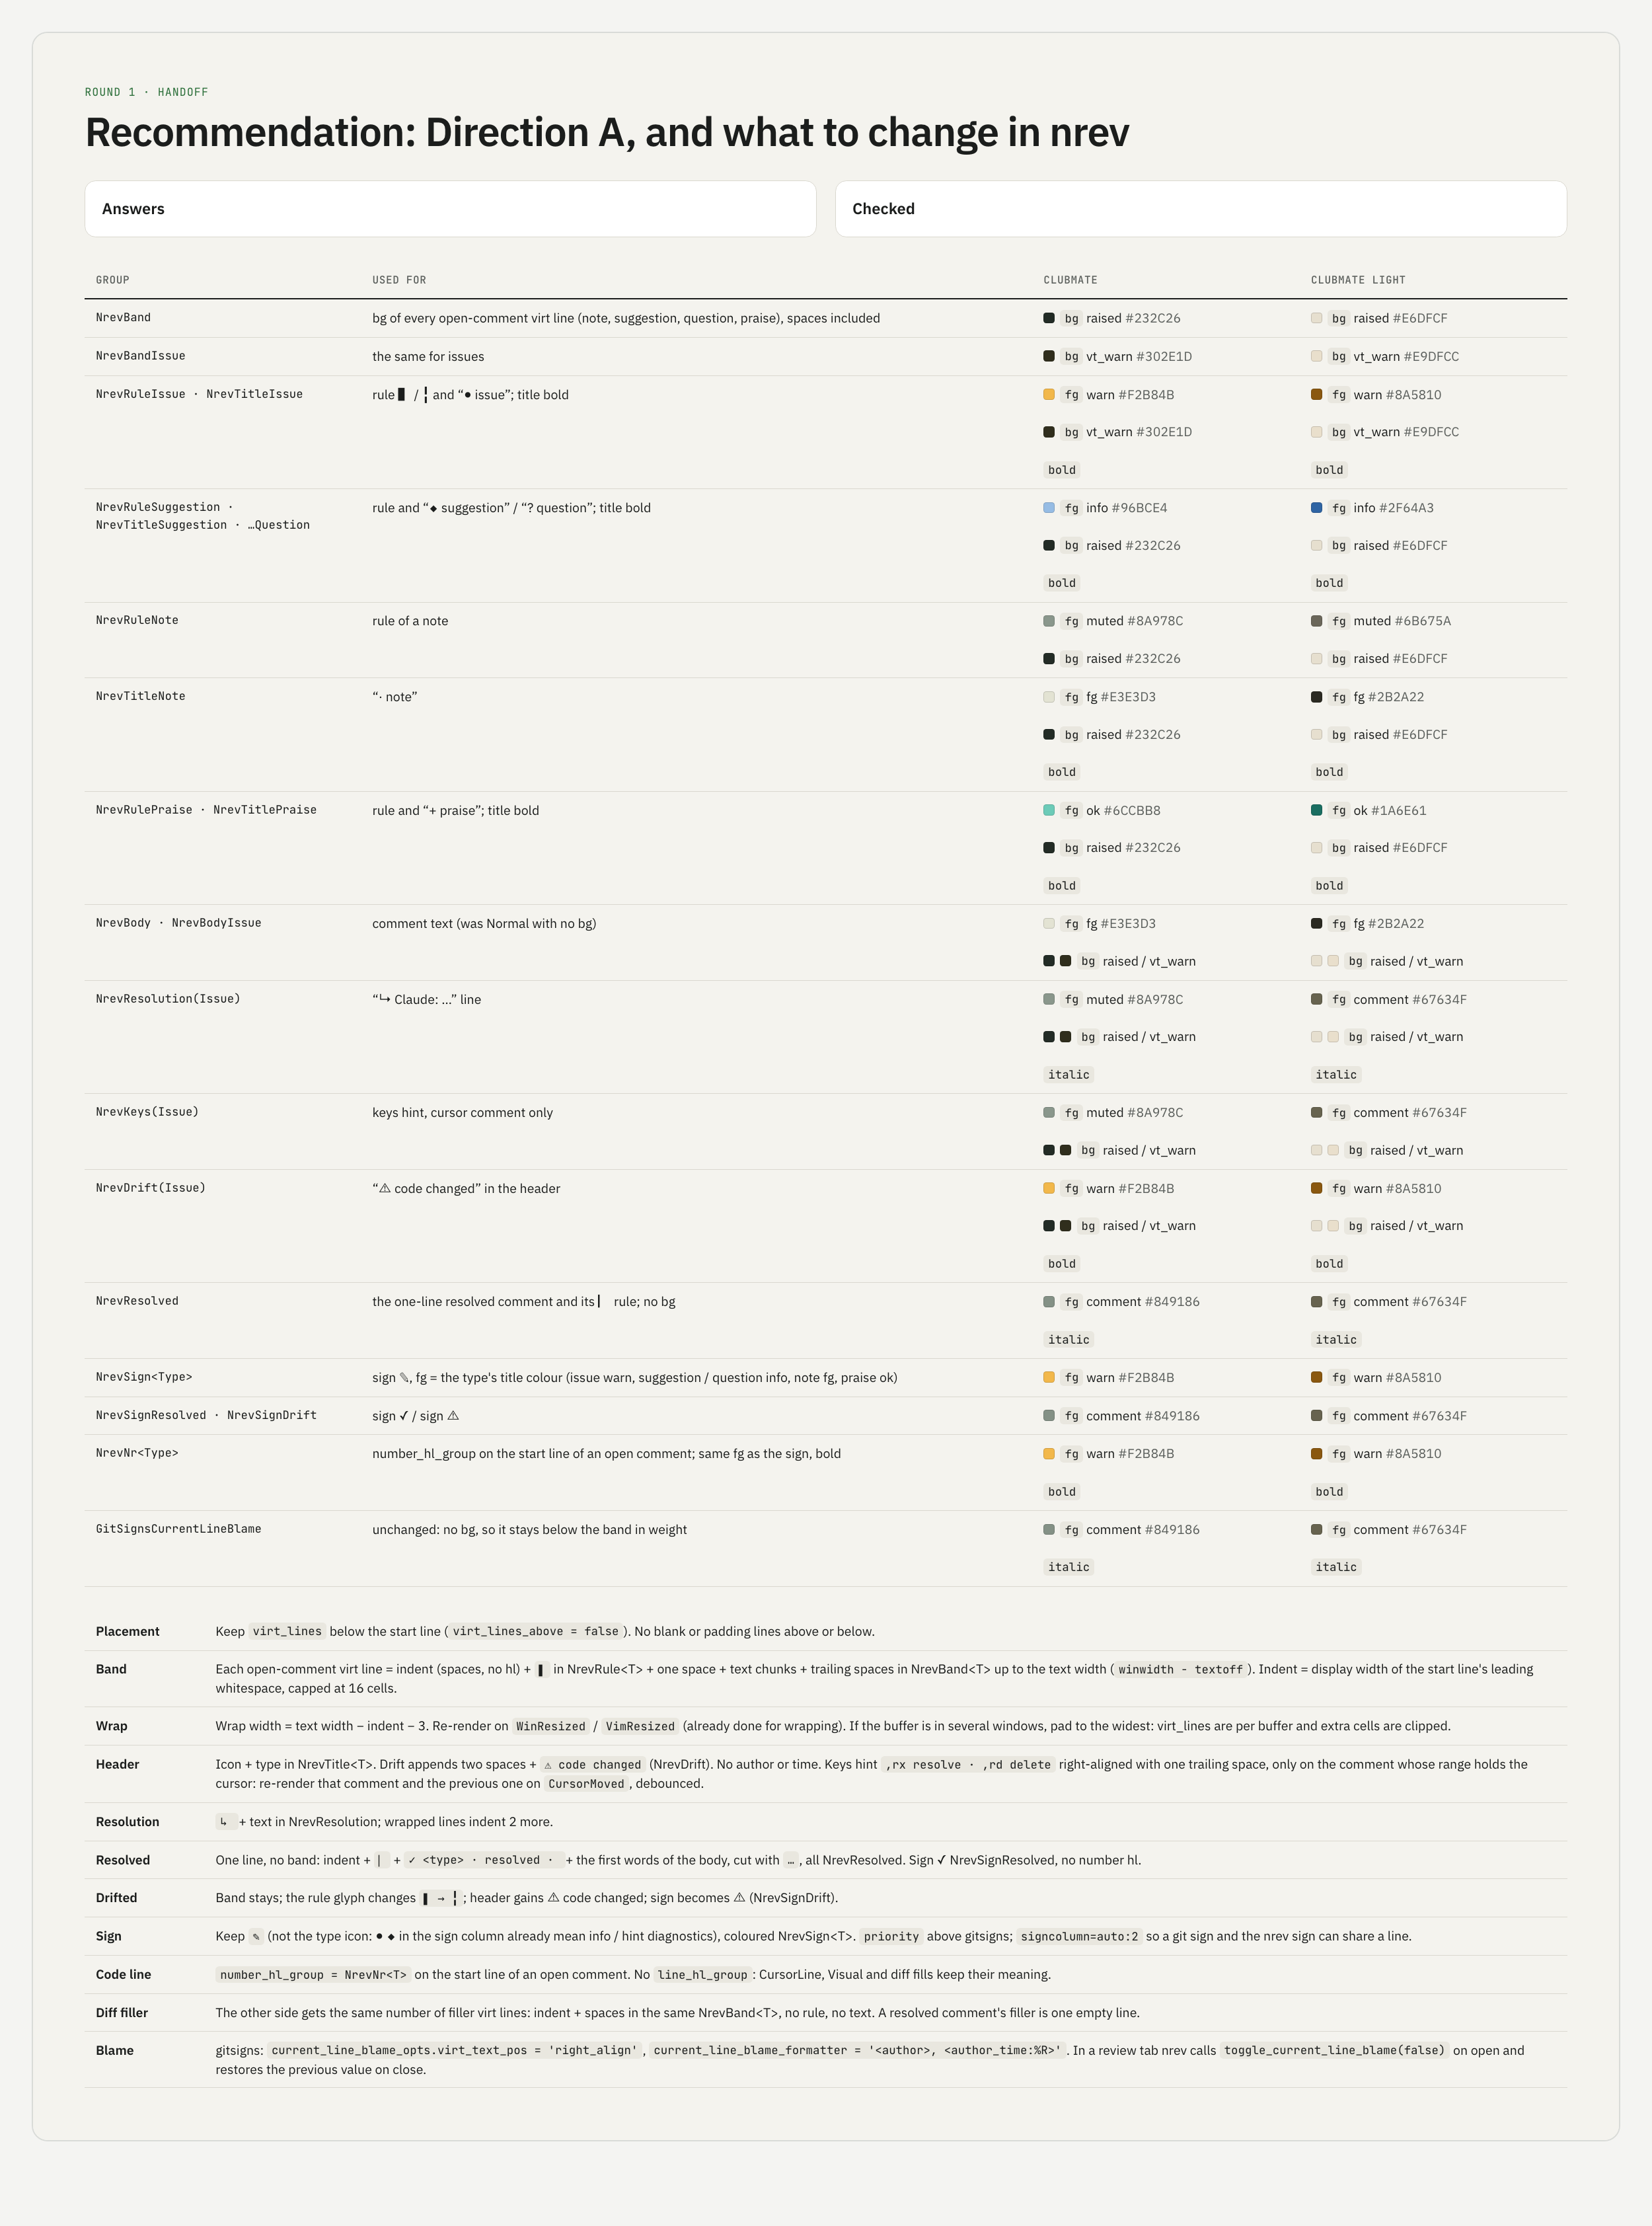 ROUND 1 · HANDOFF
Recommendation: Direction A, and what to change in nrev
Answers
Checked
GROUP USED FOR CLUBMATE CLUBMATE LIGHT
NrevBand bg of every open-comment virt line (note, suggestion, question, praise), spaces included bg raised #232C26 bg raised #E6DFCF
NrevBandIssue the same for issues bg vt_warn #302E1D bg vt_warn #E9DFCC
NrevRuleIssue · NrevTitleIssue rule ▋ / ╏ and “● issue”; title bold fg warn #F2B84B fg warn #8A5810
bg vt_warn #302E1D bg vt_warn #E9DFCC
bold bold
NrevRuleSuggestion · rule and “◆ suggestion” / “? question”; title bold fg info #96BCE4 fg info #2F64A3
NrevTitleSuggestion · …Question
bg raised #232C26 bg raised #E6DFCF
bold bold
NrevRuleNote rule of a note fg muted #8A978C fg muted #6B675A
bg raised #232C26 bg raised #E6DFCF
NrevTitleNote “· note” fg fg #E3E3D3 fg fg #2B2A22
bg raised #232C26 bg raised #E6DFCF
bold bold
NrevRulePraise · NrevTitlePraise rule and “+ praise”; title bold fg ok #6CCBB8 fg ok #1A6E61
bg raised #232C26 bg raised #E6DFCF
bold bold
NrevBody · NrevBodyIssue comment text (was Normal with no bg) fg fg #E3E3D3 fg fg #2B2A22
bg raised / vt_warn bg raised / vt_warn
NrevResolution(Issue) “↳ Claude: …” line fg muted #8A978C fg comment #67634F
bg raised / vt_warn bg raised / vt_warn
italic italic
NrevKeys(Issue) keys hint, cursor comment only fg muted #8A978C fg comment #67634F
bg raised / vt_warn bg raised / vt_warn
NrevDrift(Issue) “⚠ code changed” in the header fg warn #F2B84B fg warn #8A5810
bg raised / vt_warn bg raised / vt_warn
bold bold
NrevResolved the one-line resolved comment and its ▏ rule; no bg fg comment #849186 fg comment #67634F
italic italic
NrevSign<Type> sign ✎, fg = the type's title colour (issue warn, suggestion / question info, note fg, praise ok) fg warn #F2B84B fg warn #8A5810
NrevSignResolved · NrevSignDrift sign ✓ / sign ⚠ fg comment #849186 fg comment #67634F
NrevNr<Type> number_hl_group on the start line of an open comment; same fg as the sign, bold fg warn #F2B84B fg warn #8A5810
bold bold
GitSignsCurrentLineBlame unchanged: no bg, so it stays below the band in weight fg comment #849186 fg comment #67634F
italic italic
Placement Keep virt_lines below the start line ( virt_lines_above = false ). No blank or padding lines above or below.
Band Each open-comment virt line = indent (spaces, no hl) + ▋ in NrevRule<T> + one space + text chunks + trailing spaces in NrevBand<T> up to the text width ( winwidth - textoff ). Indent = display width of the start line's leading
whitespace, capped at 16 cells.
Wrap Wrap width = text width − indent − 3. Re-render on WinResized / VimResized (already done for wrapping). If the buffer is in several windows, pad to the widest: virt_lines are per buffer and extra cells are clipped.
Header Icon + type in NrevTitle<T>. Drift appends two spaces + ⚠ code changed (NrevDrift). No author or time. Keys hint ,rx resolve · ,rd delete right-aligned with one trailing space, only on the comment whose range holds the
cursor: re-render that comment and the previous one on CursorMoved , debounced.
Resolution ↳ + text in NrevResolution; wrapped lines indent 2 more.
Resolved One line, no band: indent + ▏ + ✓ <type> · resolved · + the first words of the body, cut with … , all NrevResolved. Sign ✓ NrevSignResolved, no number hl.
Drifted Band stays; the rule glyph changes ▋ → ╏ ; header gains ⚠ code changed; sign becomes ⚠ (NrevSignDrift).
Sign Keep ✎ (not the type icon: ● ◆ in the sign column already mean info / hint diagnostics), coloured NrevSign<T>. priority above gitsigns; signcolumn=auto:2 so a git sign and the nrev sign can share a line.
Code line number_hl_group = NrevNr<T> on the start line of an open comment. No line_hl_group : CursorLine, Visual and diff fills keep their meaning.
Diff filler The other side gets the same number of filler virt lines: indent + spaces in the same NrevBand<T>, no rule, no text. A resolved comment's filler is one empty line.
Blame gitsigns: current_line_blame_opts.virt_text_pos = 'right_align' , current_line_blame_formatter = '<author>, <author_time:%R>' . In a review tab nrev calls toggle_current_line_blame(false) on open and
restores the previous value on close.